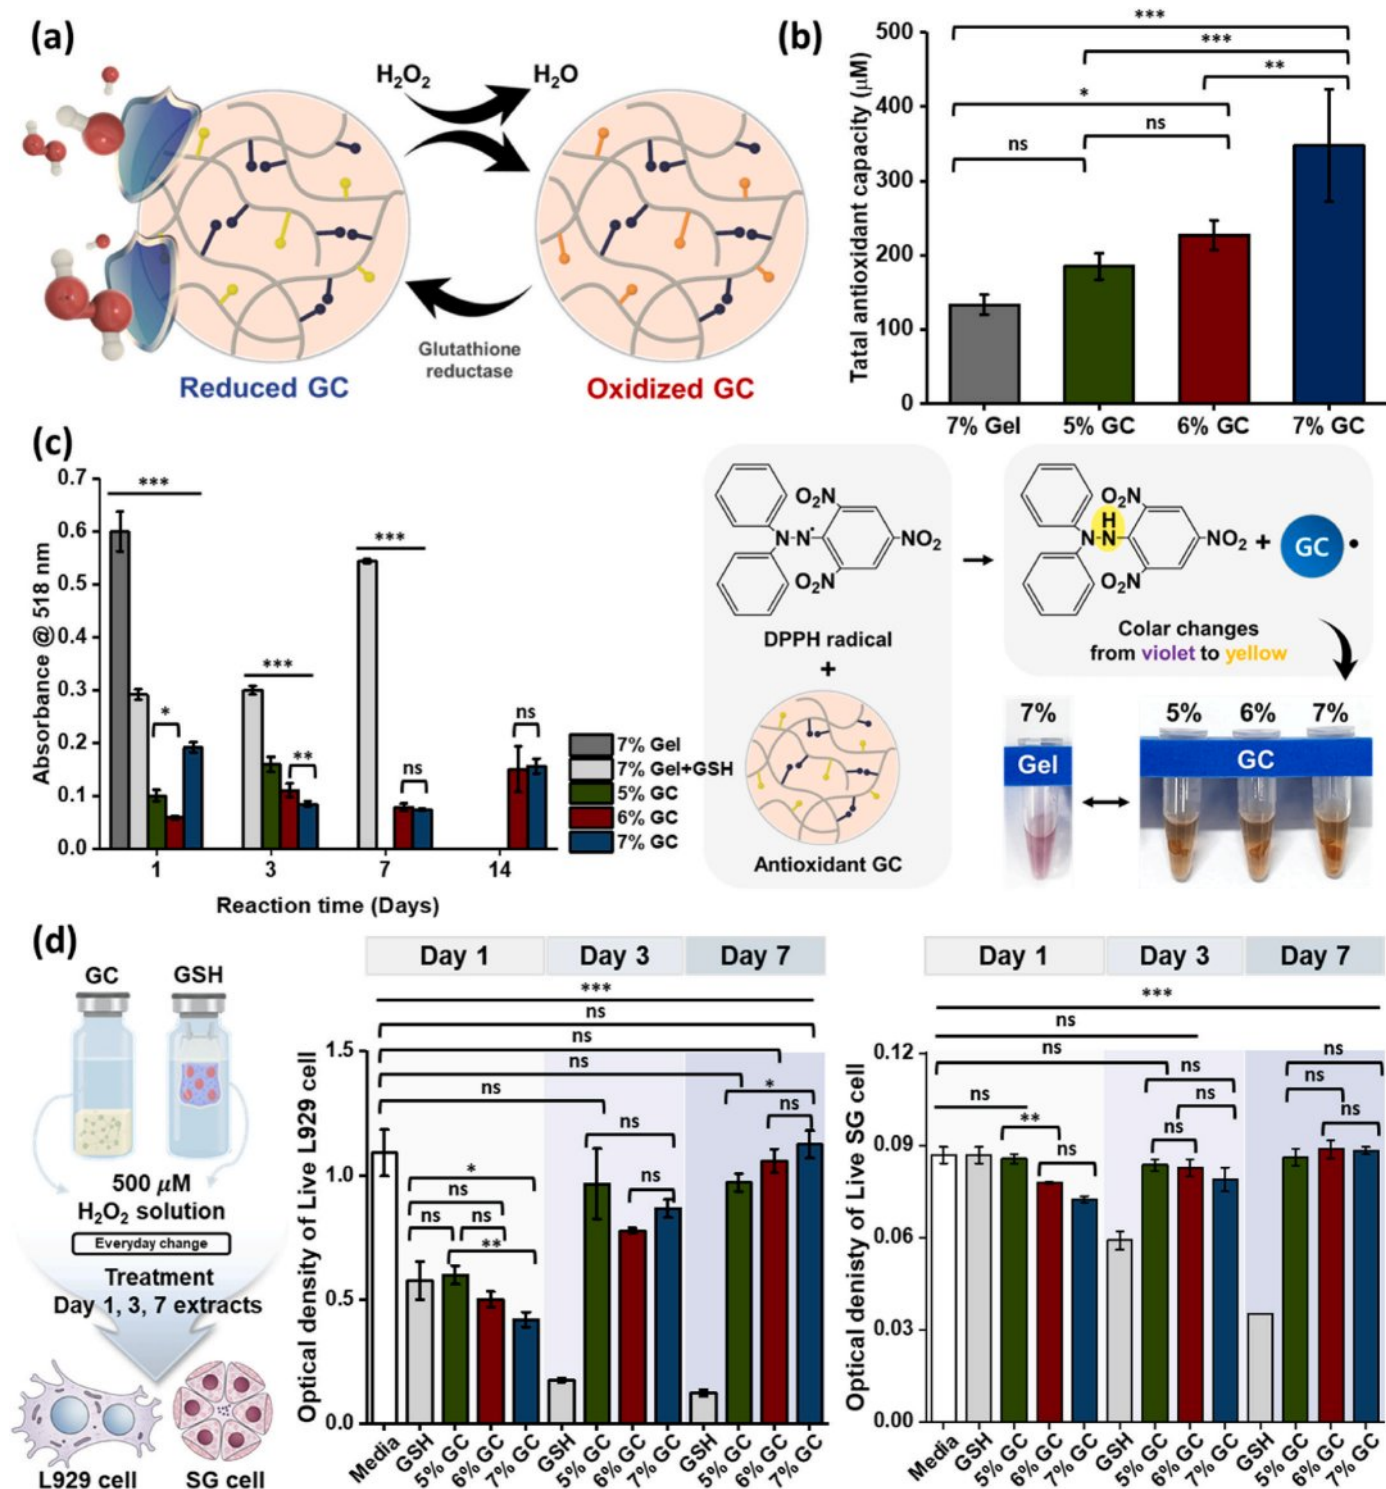 (a)
H₂O₂
H₂O
Glutathione
reductase
Reduced GC
Oxidized GC
(b)
Tatal antioxidant capacity (μM)
500
400
300
200
100
0
***
***
**
*
ns
ns
7% Gel
5% GC
6% GC
7% GC
(c)
Absorbance @ 518 nm
0.7
0.6
0.5
0.4
0.3
0.2
0.1
0.0
***
*
***
**
***
ns
ns
1
3
7
14
Reaction time (Days)
7% Gel
7% Gel+GSH
5% GC
6% GC
7% GC
O₂N
N-N
NO₂
O₂N
DPPH radical
+
Antioxidant GC
O₂N
H
N-N
NO₂ +
O₂N
GC
Colar changes
from violet to yellow
7%
Gel
5% 6% 7%
GC
(d)
GC
GSH
500 μM
H₂O₂ solution
Everyday change
Treatment
Day 1, 3, 7 extracts
L929 cell
SG cell
Day 1
Day 3
Day 7
***
ns
ns
ns
ns
*
ns
ns
ns
*
ns
ns
**
Optical density of Live L929 cell
1.5
1.0
0.5
0.0
Media
GSH
5% GC
6% GC
7% GC
GSH
5% GC
6% GC
7% GC
GSH
5% GC
6% GC
7% GC
Day 1
Day 3
Day 7
***
ns
ns
ns
ns
ns
ns
ns
**
ns
ns
ns
Optical denisty of Live SG cell
0.12
0.09
0.06
0.03
0.00
Media
GSH
5% GC
6% GC
7% GC
GSH
5% GC
6% GC
7% GC
GSH
5% GC
6% GC
7% GC